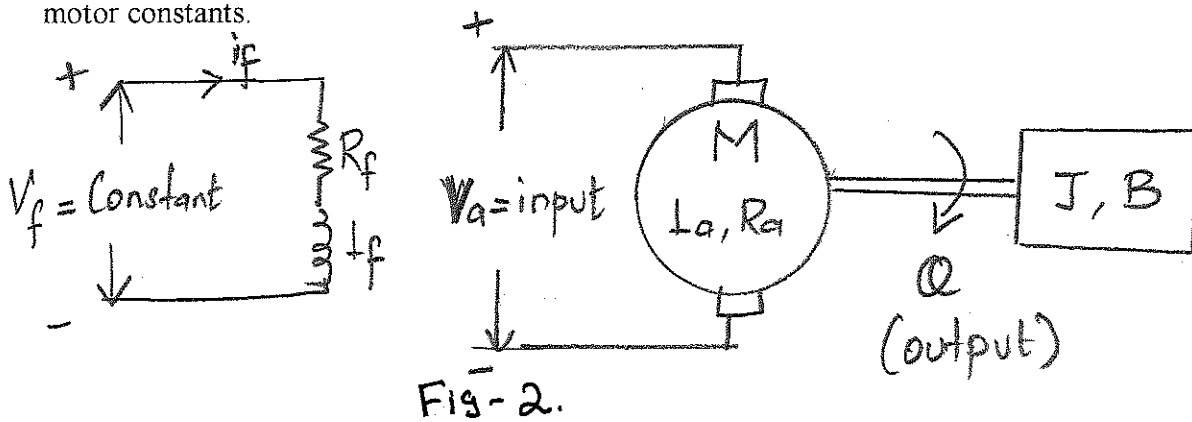 motor constants.
+
if
Rf
Vf = Constant
Lf
-
+
M
Va = input
La, Ra
-
J, B
θ
(output)
Fig-2.